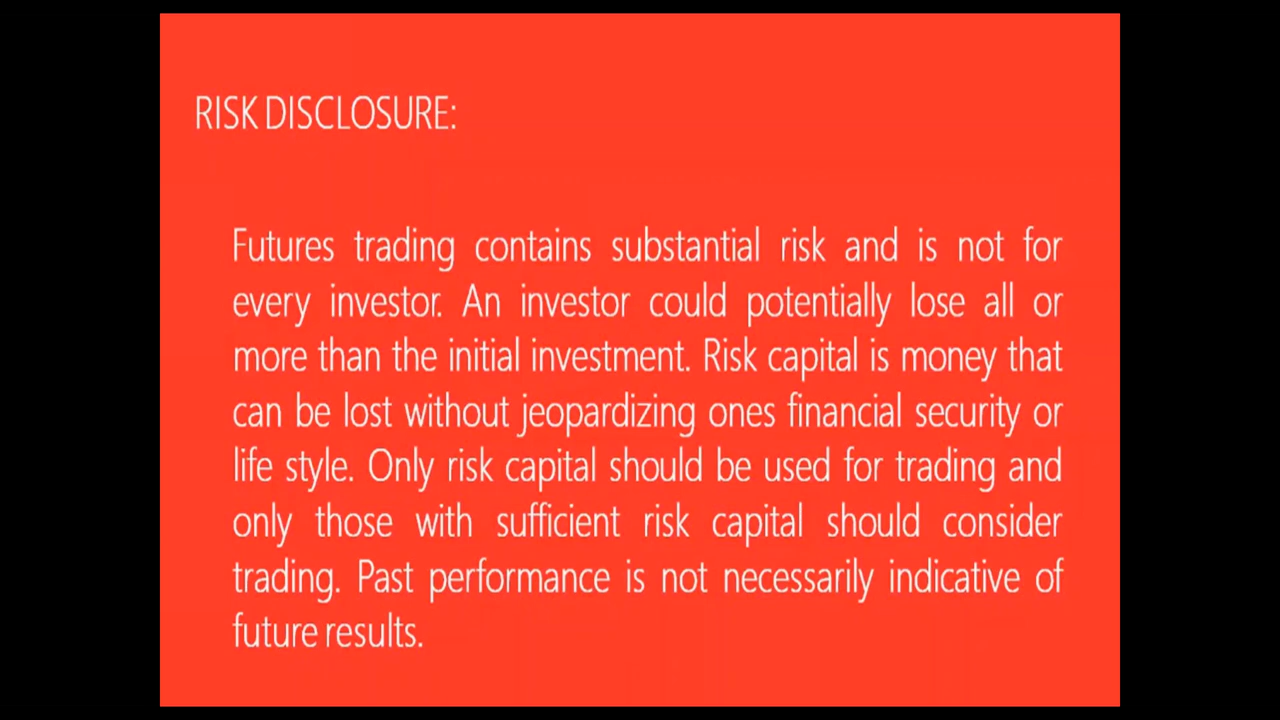 RISK DISCLOSURE:
Futures trading contains substantial risk and is not for
every investor. An investor could potentially lose all or
more than the initial investment. Risk capital is money that
can be lost without jeopardizing ones financial security or
life style. Only risk capital should be used for trading and
only those with sufficient risk capital should consider
trading. Past performance is not necessarily indicative of
future results.